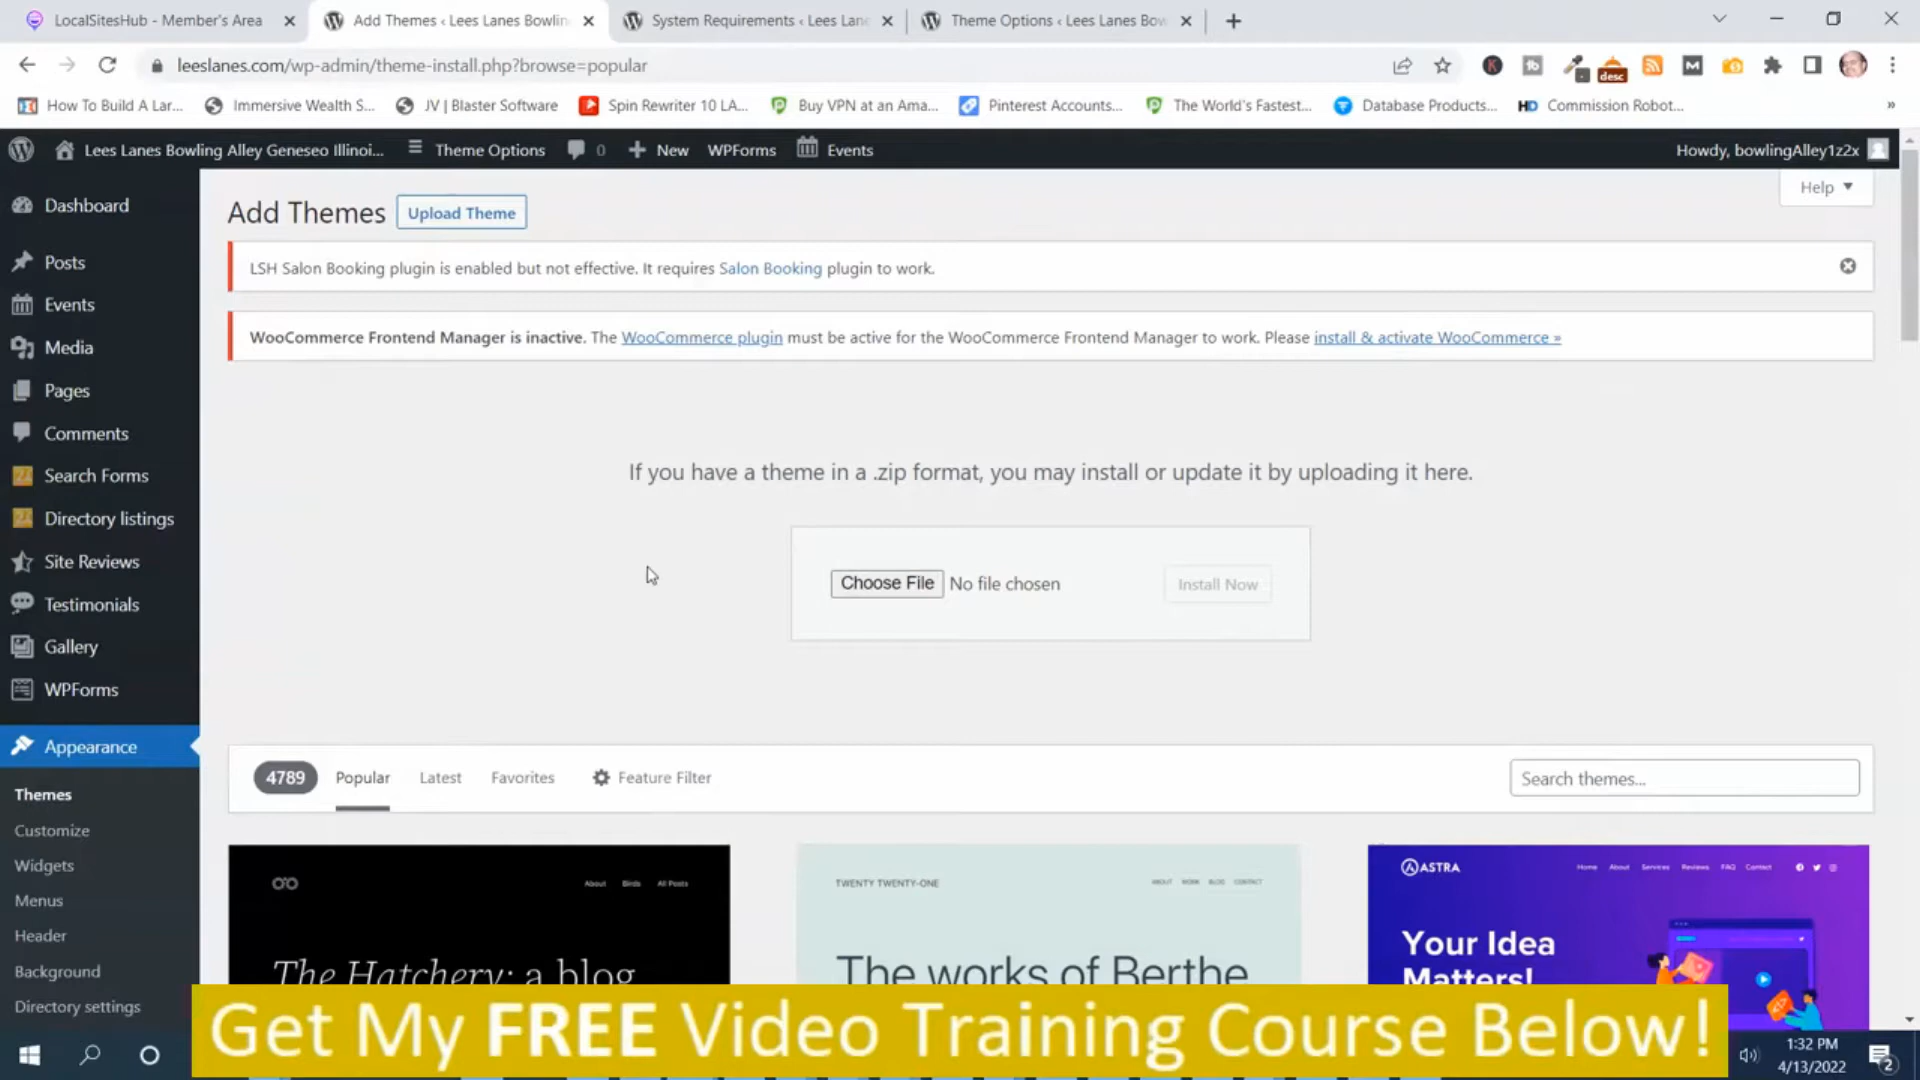 LocalSitesHub - Member's Area
Add Themes ‹ Lees Lanes Bowlin
System Requirements ‹ Lees Lane
Theme Options ‹ Lees Lanes Bow
leeslanes.com/wp-admin/theme-install.php?browse=popular
desc
How To Build A Lar...
Immersive Wealth S...
JV | Blaster Software
Spin Rewriter 10 LA...
Buy VPN at an Ama...
Pinterest Accounts...
The World's Fastest...
Database Products...
HD Commission Robot...
»
Lees Lanes Bowling Alley Geneseo Illinoi...
Theme Options
0
New
WPForms
Events
Howdy, bowlingAlley1z2x
Help
Dashboard
Posts
Events
Media
Pages
Comments
Search Forms
Directory listings
Site Reviews
Testimonials
Gallery
WPForms
Appearance
Themes
Customize
Widgets
Menus
Header
Background
Directory settings
Add Themes
Upload Theme
LSH Salon Booking plugin is enabled but not effective. It requires Salon Booking plugin to work.
WooCommerce Frontend Manager is inactive. The WooCommerce plugin must be active for the WooCommerce Frontend Manager to work. Please install & activate WooCommerce »
If you have a theme in a .zip format, you may install or update it by uploading it here.
Choose File No file chosen
Install Now
4789
Popular
Latest
Favorites
Feature Filter
Search themes...
About Birds All Posts
The Hatchery: a blog
TWENTY TWENTY-ONE
ABOUT WORK BLOG CONTACT
The works of Berthe
ASTRA
Home About Services Reviews FAQ Contact
Your Idea
Matters!
Get My FREE Video Training Course Below!
1:32 PM
4/13/2022
2